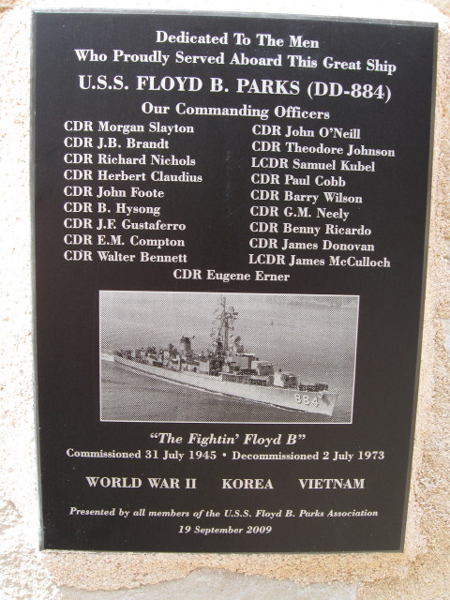 Dedicated To The Men
Who Proudly Served Aboard This Great Ship
U.S.S. FLOYD B. PARKS (DD-884)
Our Commanding Officers
CDR Morgan Slayton
CDR J.B. Brandt
CDR Richard Nichols
CDR Herbert Claudius
CDR John Foote
CDR B. Hysong
CDR J.F. Gustaferro
CDR E.M. Compton
CDR Walter Bennett
CDR John O'Neill
CDR Theodore Johnson
LCDR Samuel Kubel
CDR Paul Cobb
CDR Barry Wilson
CDR G.M. Neely
CDR Benny Ricardo
CDR James Donovan
LCDR James McCulloch
CDR Eugene Erner
884
"The Fightin' Floyd B"
Commissioned 31 July 1945 • Decommissioned 2 July 1973
WORLD WAR II KOREA VIETNAM
Presented by all members of the U.S.S. Floyd B. Parks Association
19 September 2009